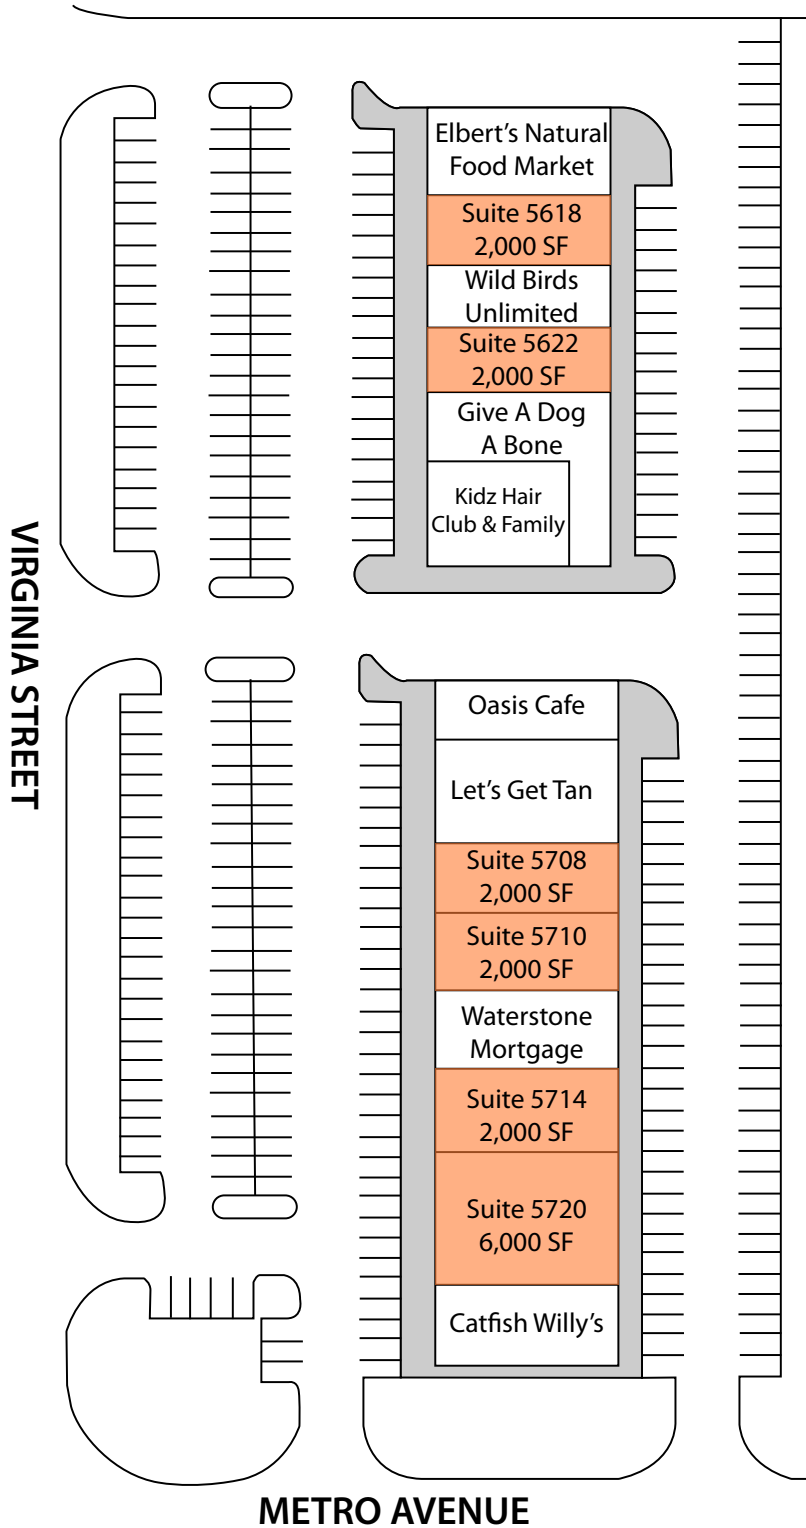 Elbert’s Natural
Food Market
Suite 5618
2,000 SF
Wild Birds
Unlimited
Suite 5622
2,000 SF
Give A Dog
A Bone
Kidz Hair
Club & Family
VIRGINIA STREET
Oasis Cafe
Let’s Get Tan
Suite 5708
2,000 SF
Suite 5710
2,000 SF
Waterstone
Mortgage
Suite 5714
2,000 SF
Suite 5720
6,000 SF
Catfish Willy’s
METRO AVENUE